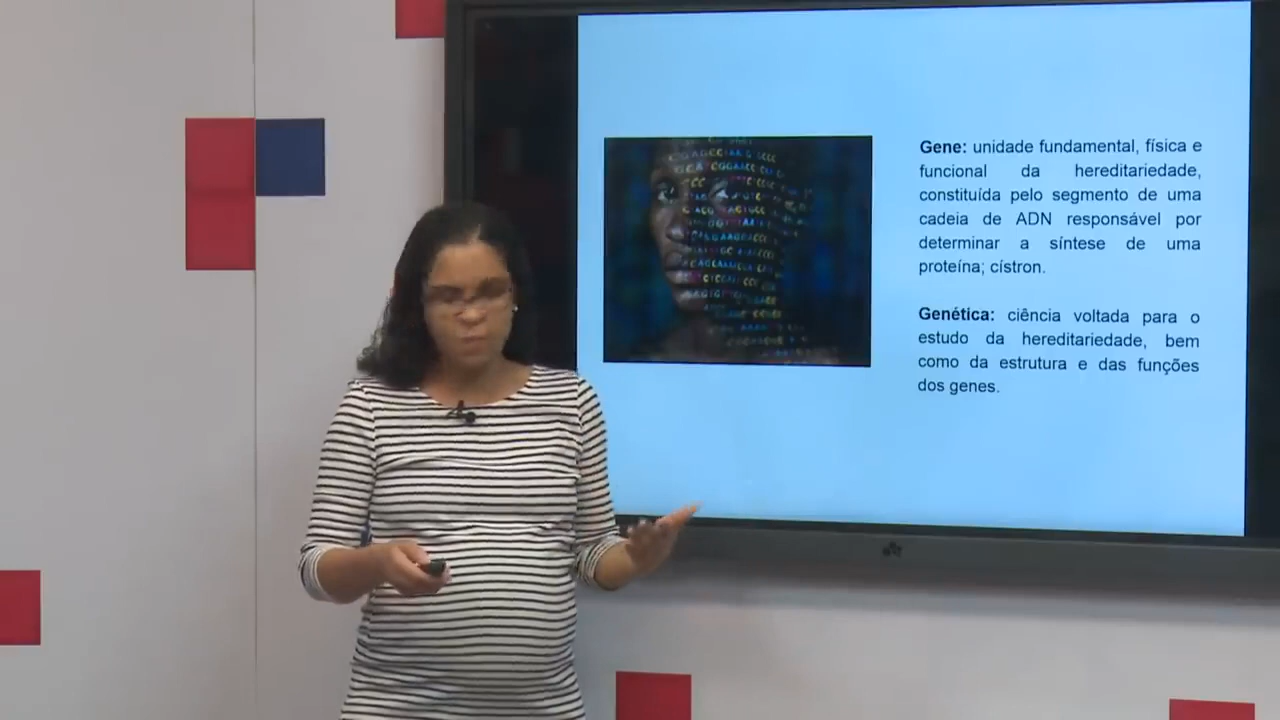 Gene: unidade fundamental, física e
funcional da hereditariedade,
constituída pelo segmento de uma
cadeia de ADN responsável por
determinar a síntese de uma
proteína; cístron.
Genética: ciência voltada para o
estudo da hereditariedade, bem
como da estrutura e das funções
dos genes.